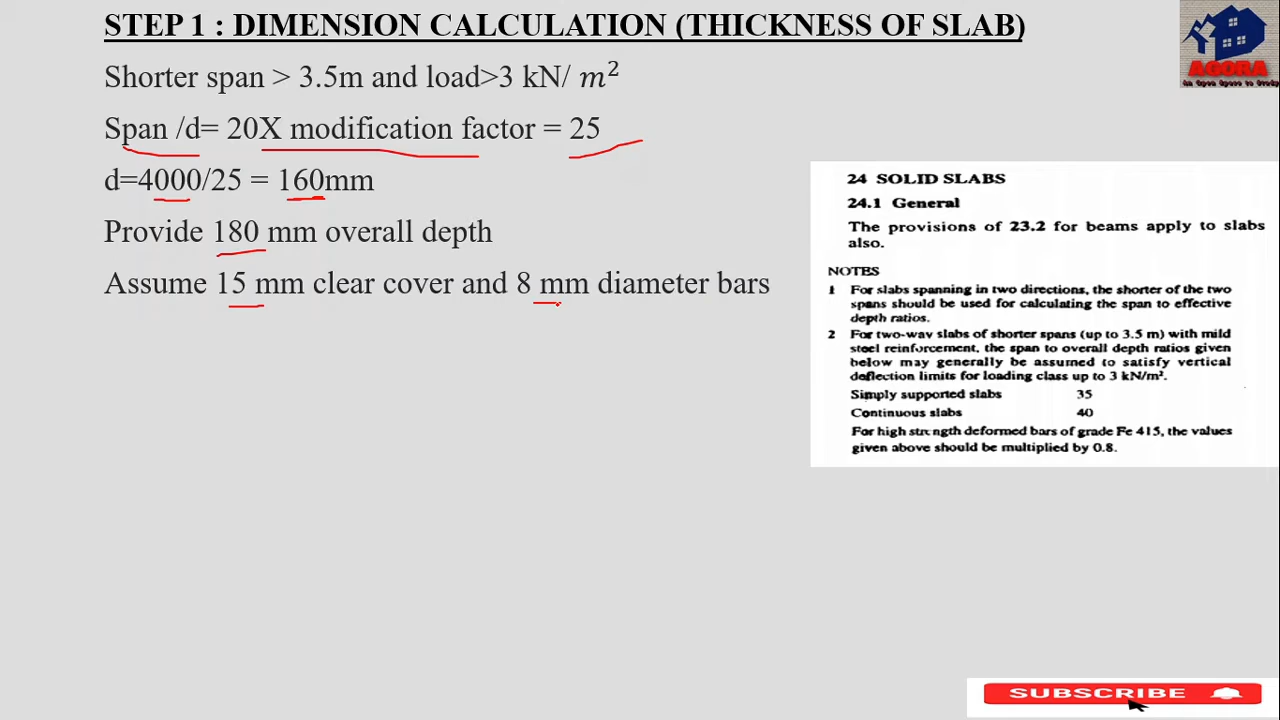 STEP 1 : DIMENSION CALCULATION (THICKNESS OF SLAB)
Shorter span > 3.5m and load>3 kN/ m²
Span /d= 20X modification factor = 25
d=4000/25 = 160mm
Provide 180 mm overall depth
Assume 15 mm clear cover and 8 mm diameter bars
AGORA
An Open Space to Study
24 SOLID SLABS
24.1 General
The provisions of 23.2 for beams apply to slabs
also.
NOTES
1 For slabs spanning in two directions, the shorter of the two
spans should be used for calculating the span to effective
depth ratios.
2 For two-way slabs of shorter spans (up to 3.5 m) with mild
steel reinforcement, the span to overall depth ratios given
below may generally be assumed to satisfy vertical
deflection limits for loading class up to 3 kN/m².
Simply supported slabs 35
Continuous slabs 40
For high strength deformed bars of grade Fe 415, the values
given above should be multiplied by 0.8.
SUBSCRIBE